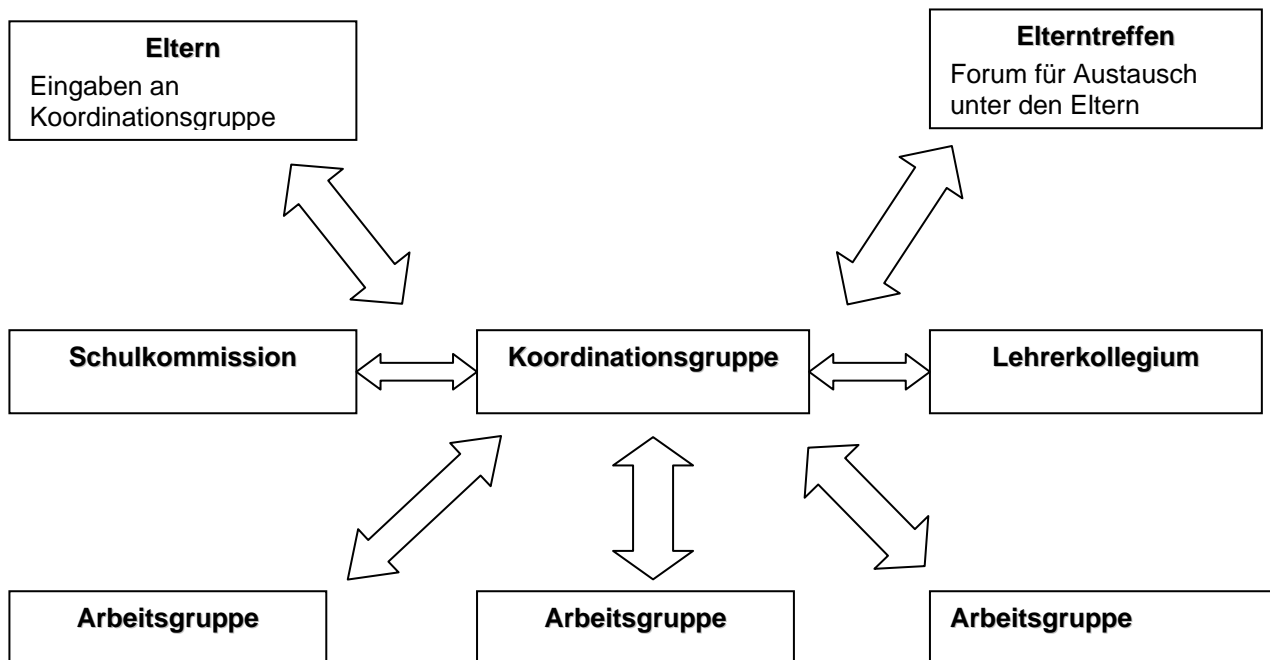 Eltern
Eingaben an
Koordinationsgruppe
Elterntreffen
Forum für Austausch
unter den Eltern
Schulkommission
Koordinationsgruppe
Lehrerkollegium
Arbeitsgruppe
Arbeitsgruppe
Arbeitsgruppe